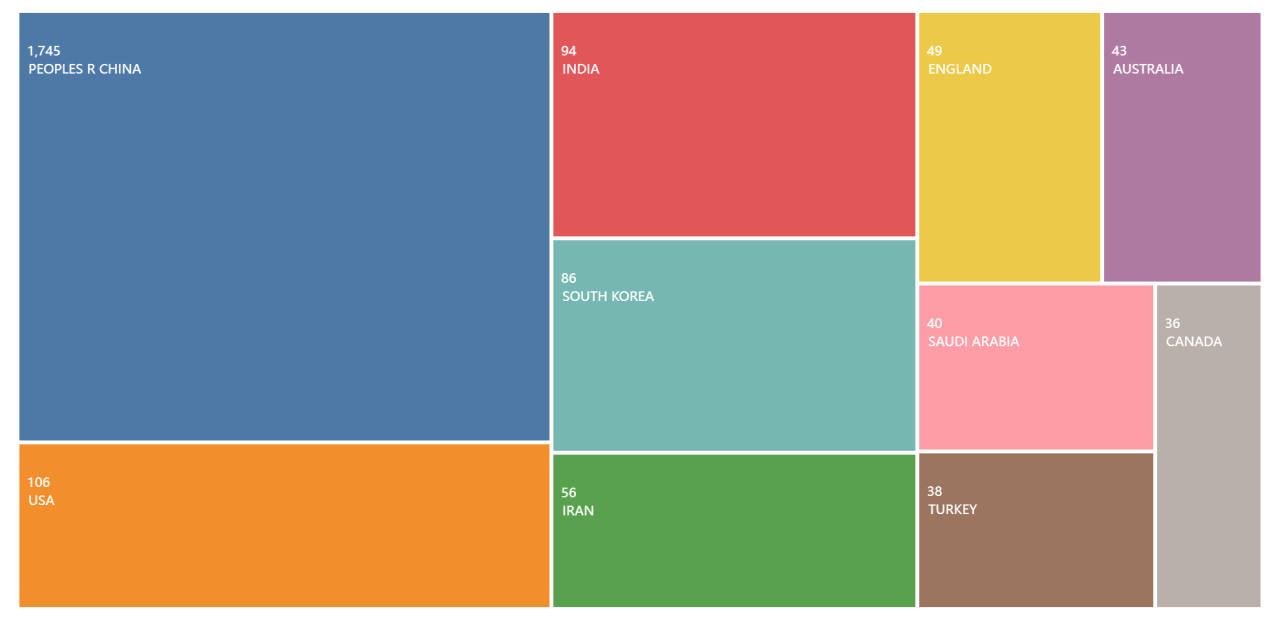 1,745
PEOPLES R CHINA
106
USA
94
INDIA
86
SOUTH KOREA
56
IRAN
49
ENGLAND
43
AUSTRALIA
40
SAUDI ARABIA
38
TURKEY
36
CANADA